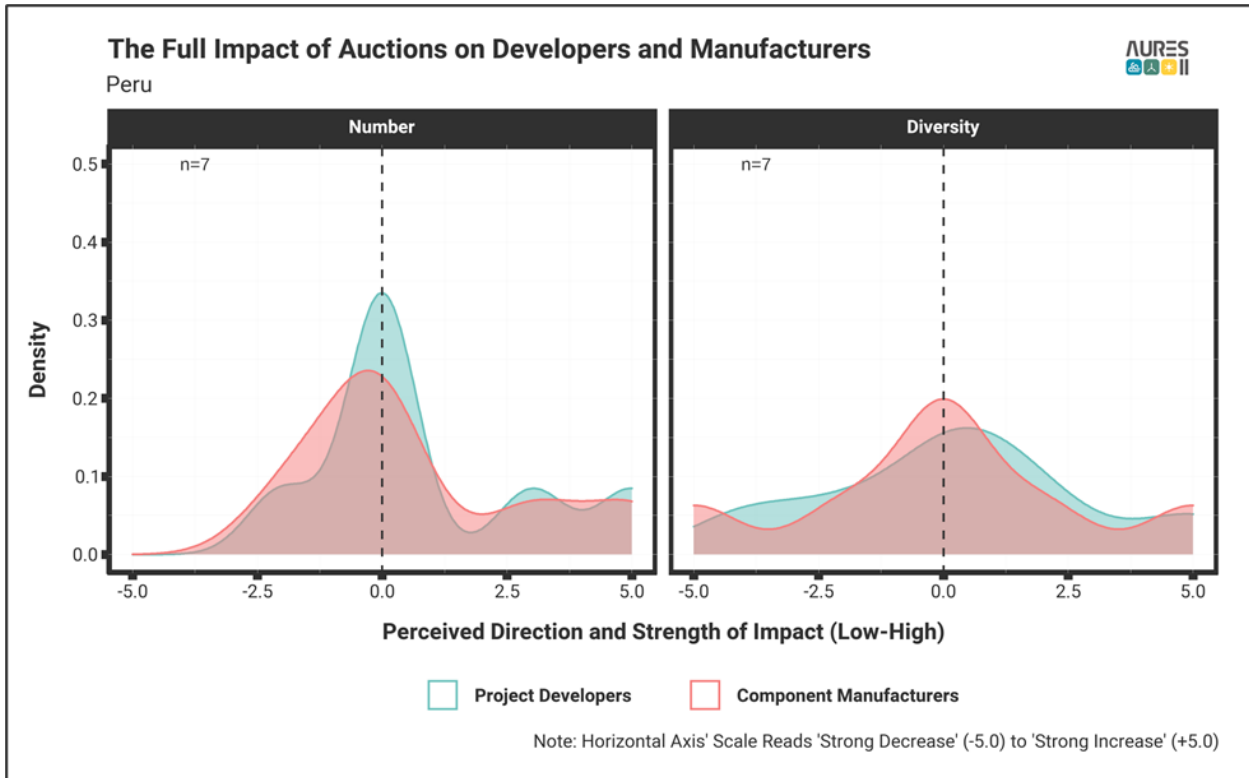 The Full Impact of Auctions on Developers and Manufacturers
Peru
AURES
II
Number
Diversity
n=7
n=7
0.5
0.4
0.3
0.2
0.1
0.0
Density
-5.0 -2.5 0.0 2.5 5.0
-5.0 -2.5 0.0 2.5 5.0
Perceived Direction and Strength of Impact (Low-High)
Project Developers
Component Manufacturers
Note: Horizontal Axis' Scale Reads 'Strong Decrease' (-5.0) to 'Strong Increase' (+5.0)